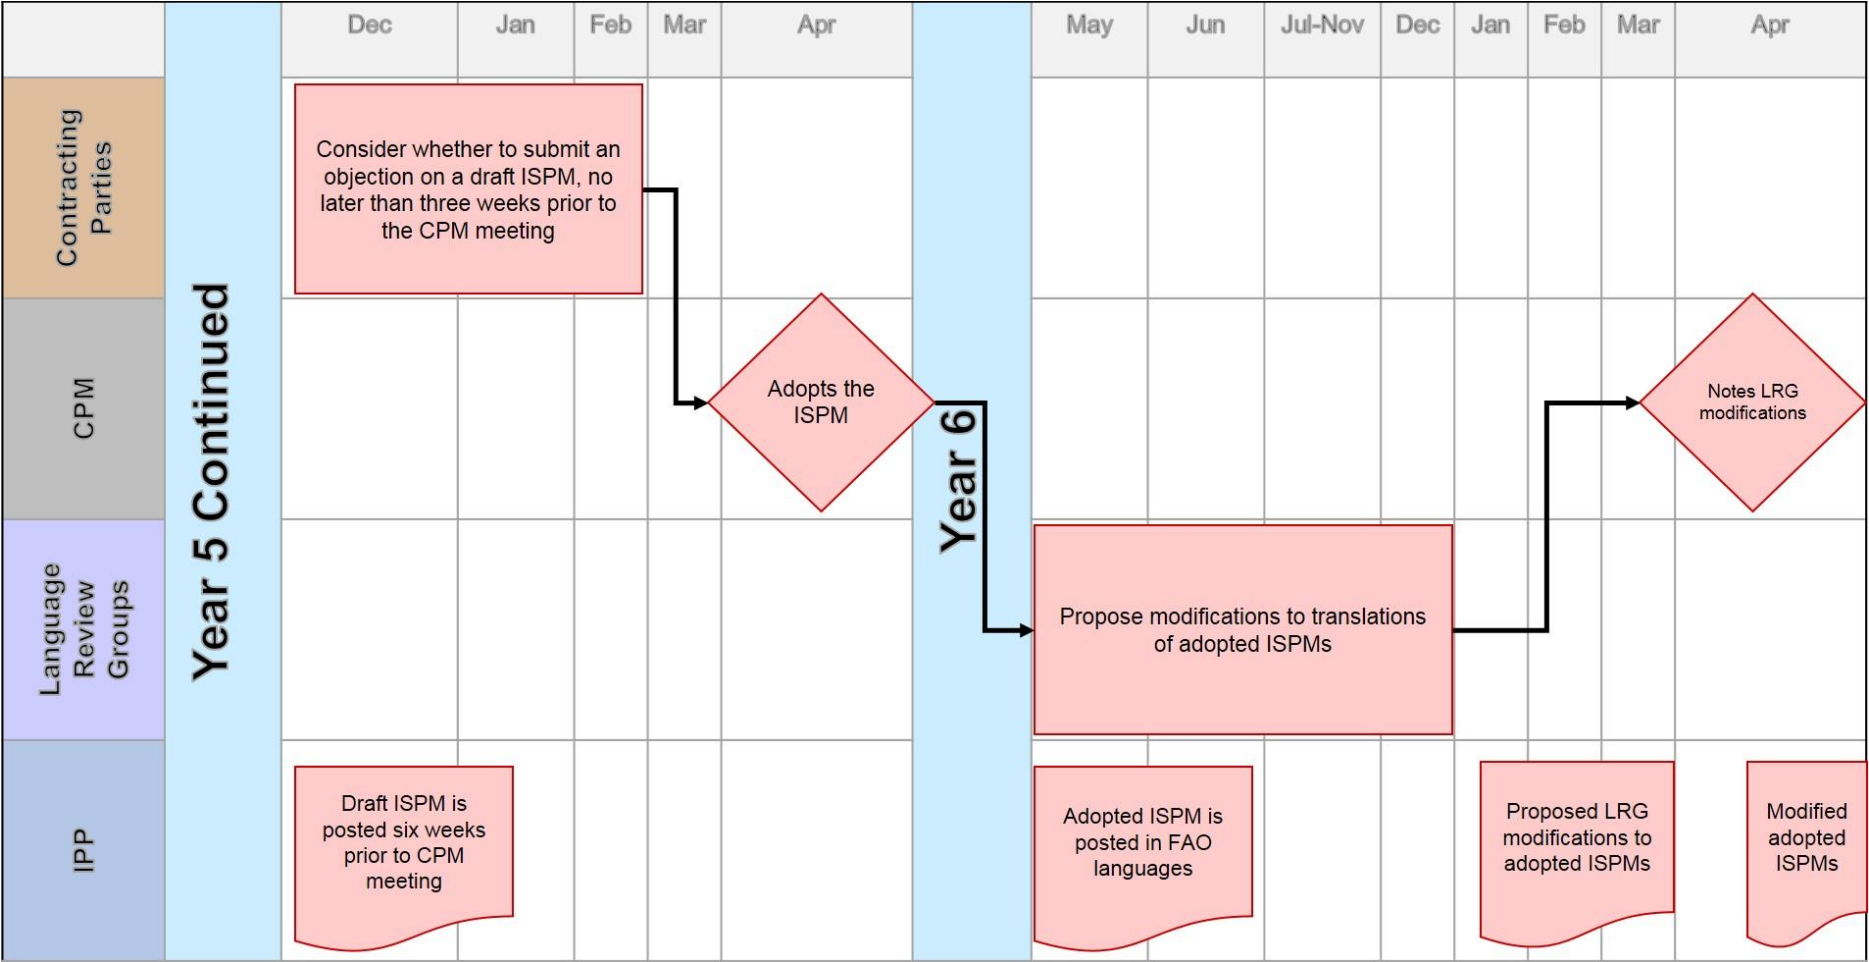 Dec Jan Feb Mar Apr May Jun Jul-Nov Dec Jan Feb Mar Apr
Year 5 Continued
Year 6
Contracting
Parties
Consider whether to submit an
objection on a draft ISPM, no
later than three weeks prior to
the CPM meeting
CPM
Adopts the
ISPM
Notes LRG
modifications
Language
Review
Groups
Propose modifications to translations
of adopted ISPMs
IPP
Draft ISPM is
posted six weeks
prior to CPM
meeting
Adopted ISPM is
posted in FAO
languages
Proposed LRG
modifications to
adopted ISPMs
Modified
adopted
ISPMs